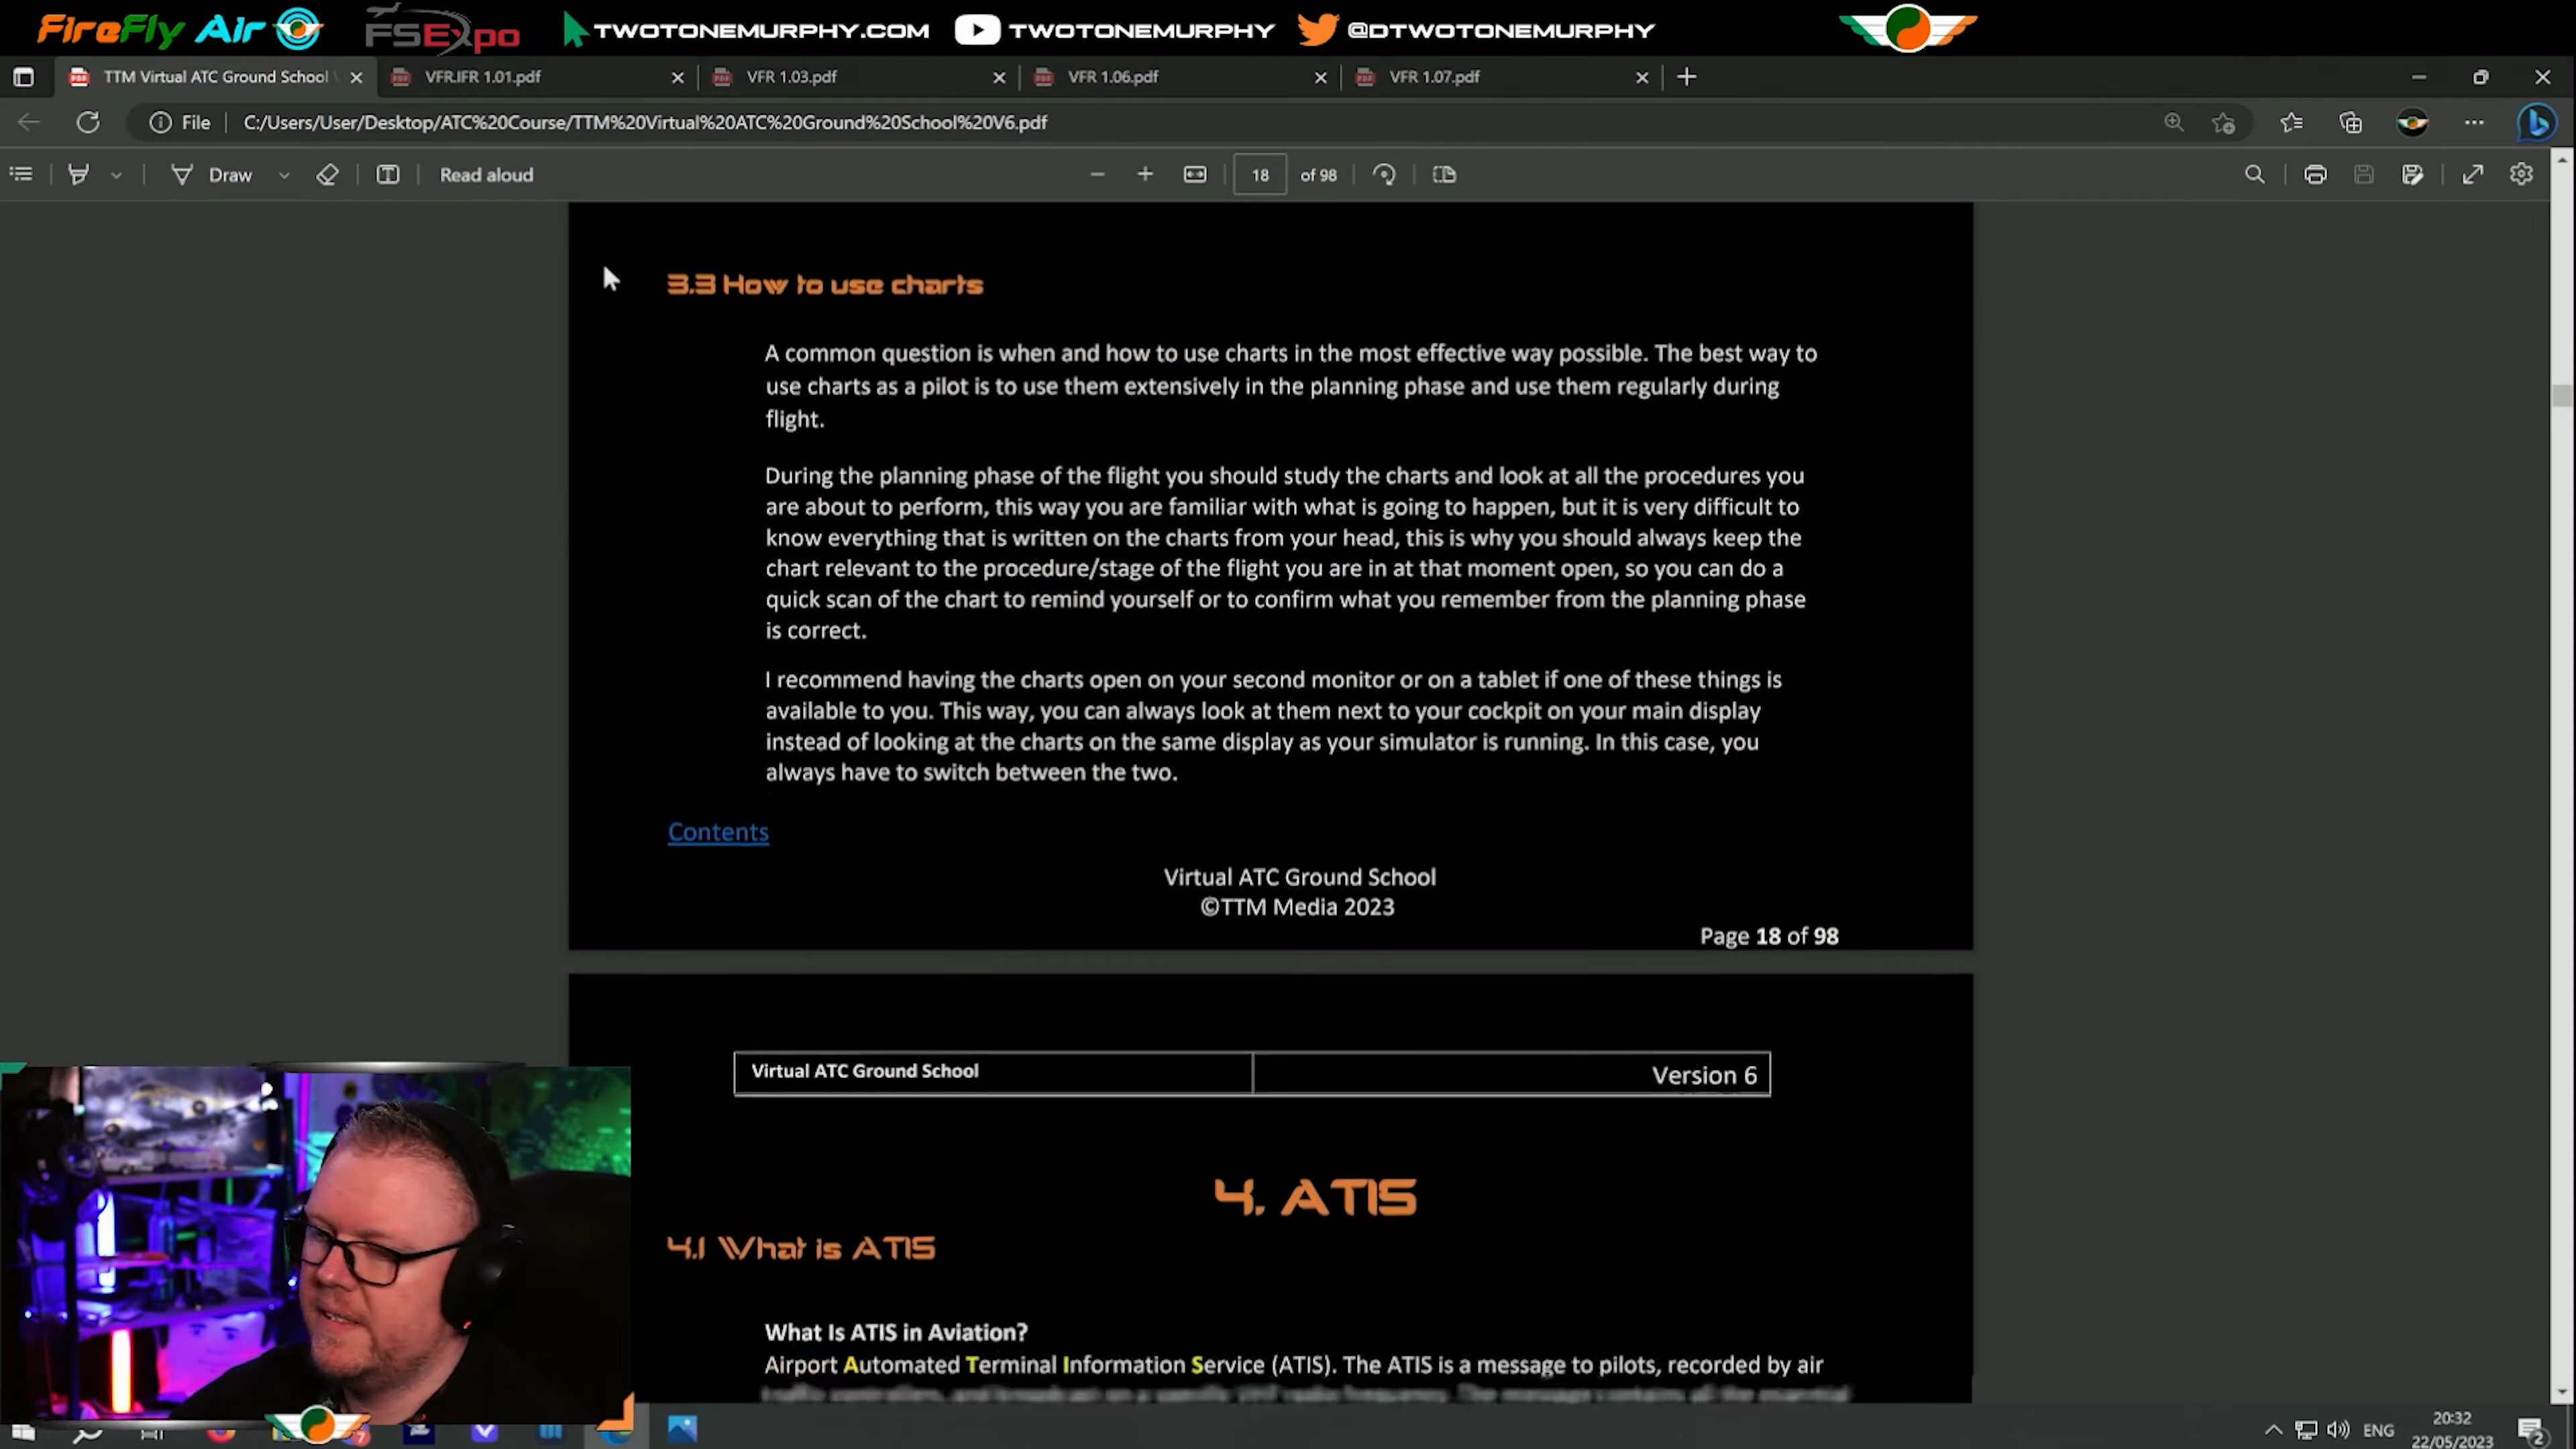 FireFly Air FSExpo TWOTONEMURPHY.COM TWOTONEMURPHY @DTWOTONEMURPHY
TTM Virtual ATC Ground School VFR.IFR 1.01.pdf VFR 1.03.pdf VFR 1.06.pdf VFR 1.07.pdf
File C:/Users/User/Desktop/ATC%20Course/TTM%20Virtual%20ATC%20Ground%20School%20V6.pdf
Draw Read aloud 18 of 98
3.3 How to use charts
A common question is when and how to use charts in the most effective way possible. The best way to
use charts as a pilot is to use them extensively in the planning phase and use them regularly during
flight.
During the planning phase of the flight you should study the charts and look at all the procedures you
are about to perform, this way you are familiar with what is going to happen, but it is very difficult to
know everything that is written on the charts from your head, this is why you should always keep the
chart relevant to the procedure/stage of the flight you are in at that moment open, so you can do a
quick scan of the chart to remind yourself or to confirm what you remember from the planning phase
is correct.
I recommend having the charts open on your second monitor or on a tablet if one of these things is
available to you. This way, you can always look at them next to your cockpit on your main display
instead of looking at the charts on the same display as your simulator is running. In this case, you
always have to switch between the two.
Contents
Virtual ATC Ground School
©TTM Media 2023
Page 18 of 98
Virtual ATC Ground School Version 6
4. ATIS
4.1 What is ATIS
What Is ATIS in Aviation?
Airport Automated Terminal Information Service (ATIS). The ATIS is a message to pilots, recorded by air
ENG
20:32
22/05/2023
2